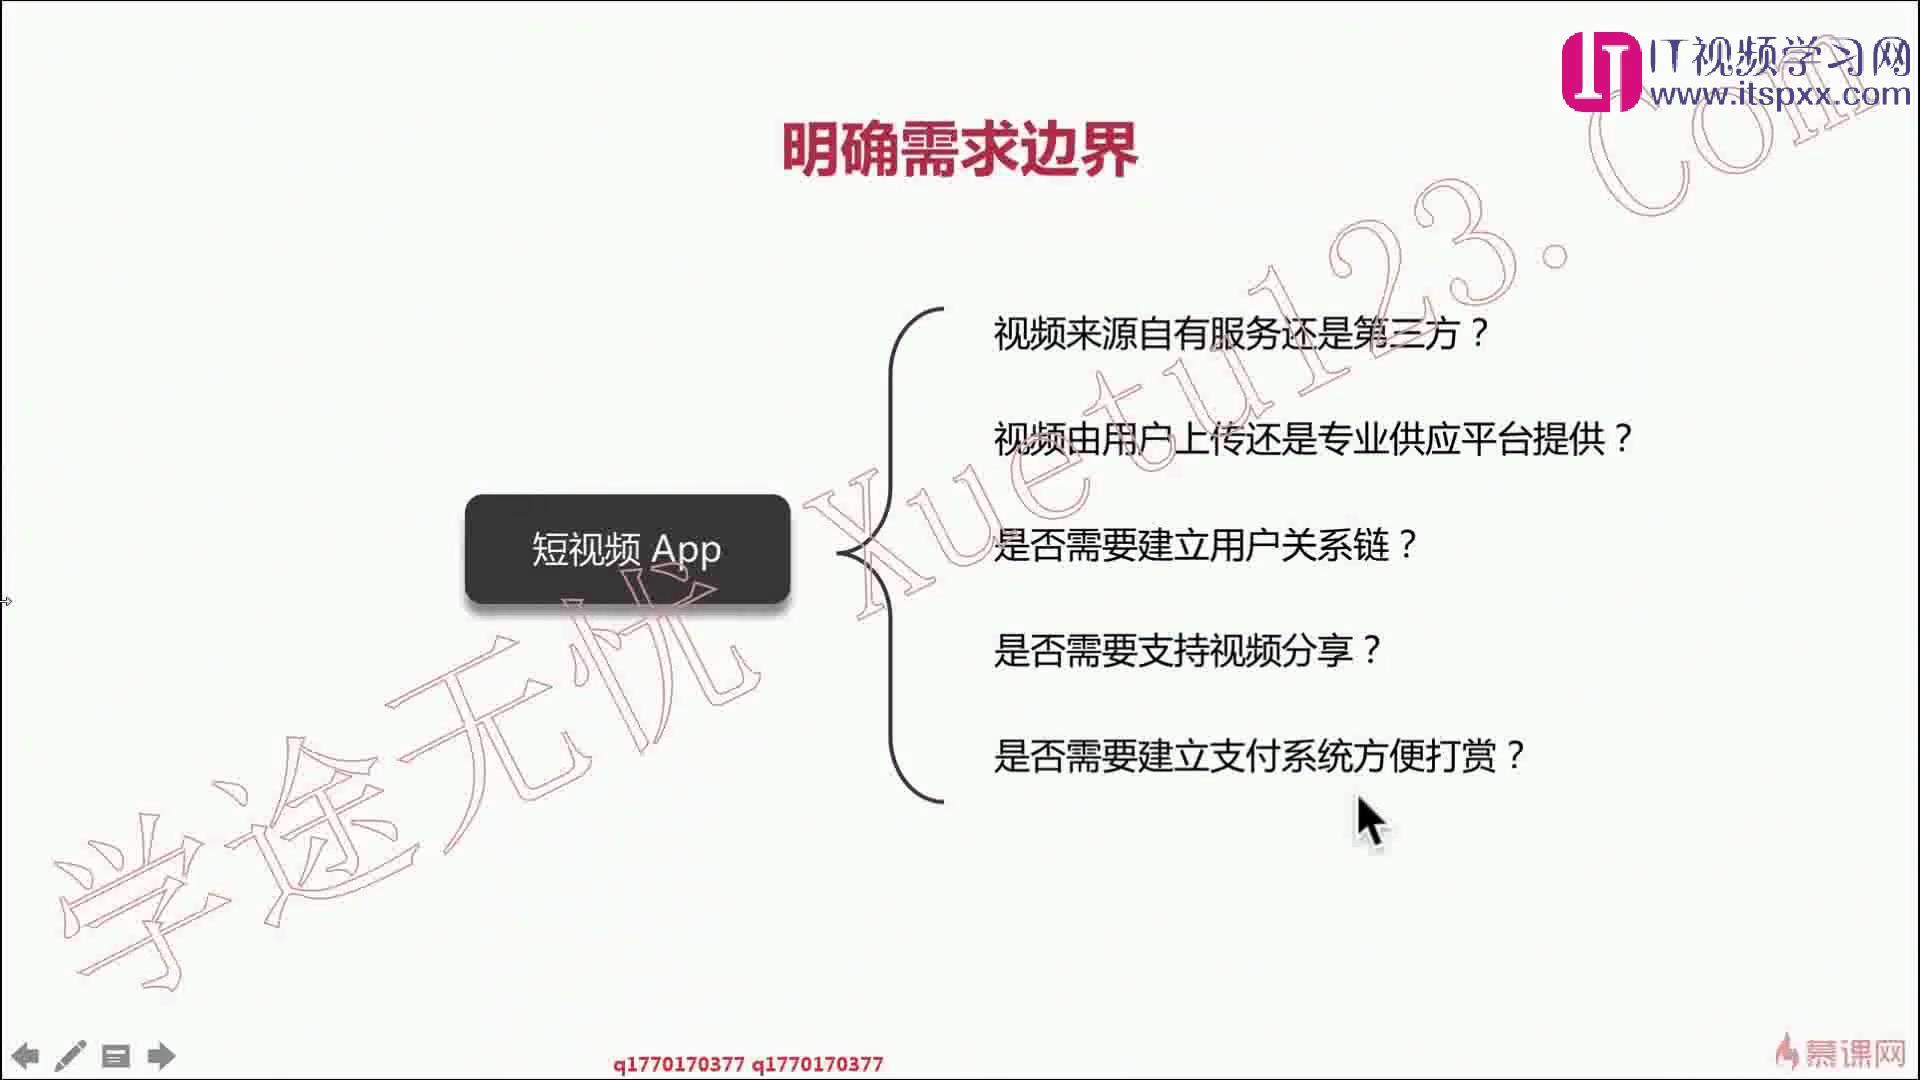 IT视频学习网
www.itspxx.com
明确需求边界
视频来源自有服务还是第三方？
视频由用户上传还是专业供应平台提供？
短视频 App
是否需要建立用户关系链？
是否需要支持视频分享？
是否需要建立支付系统方便打赏？
学途无忧 Xuetu123.Com
q1770170377 q1770170377
慕课网